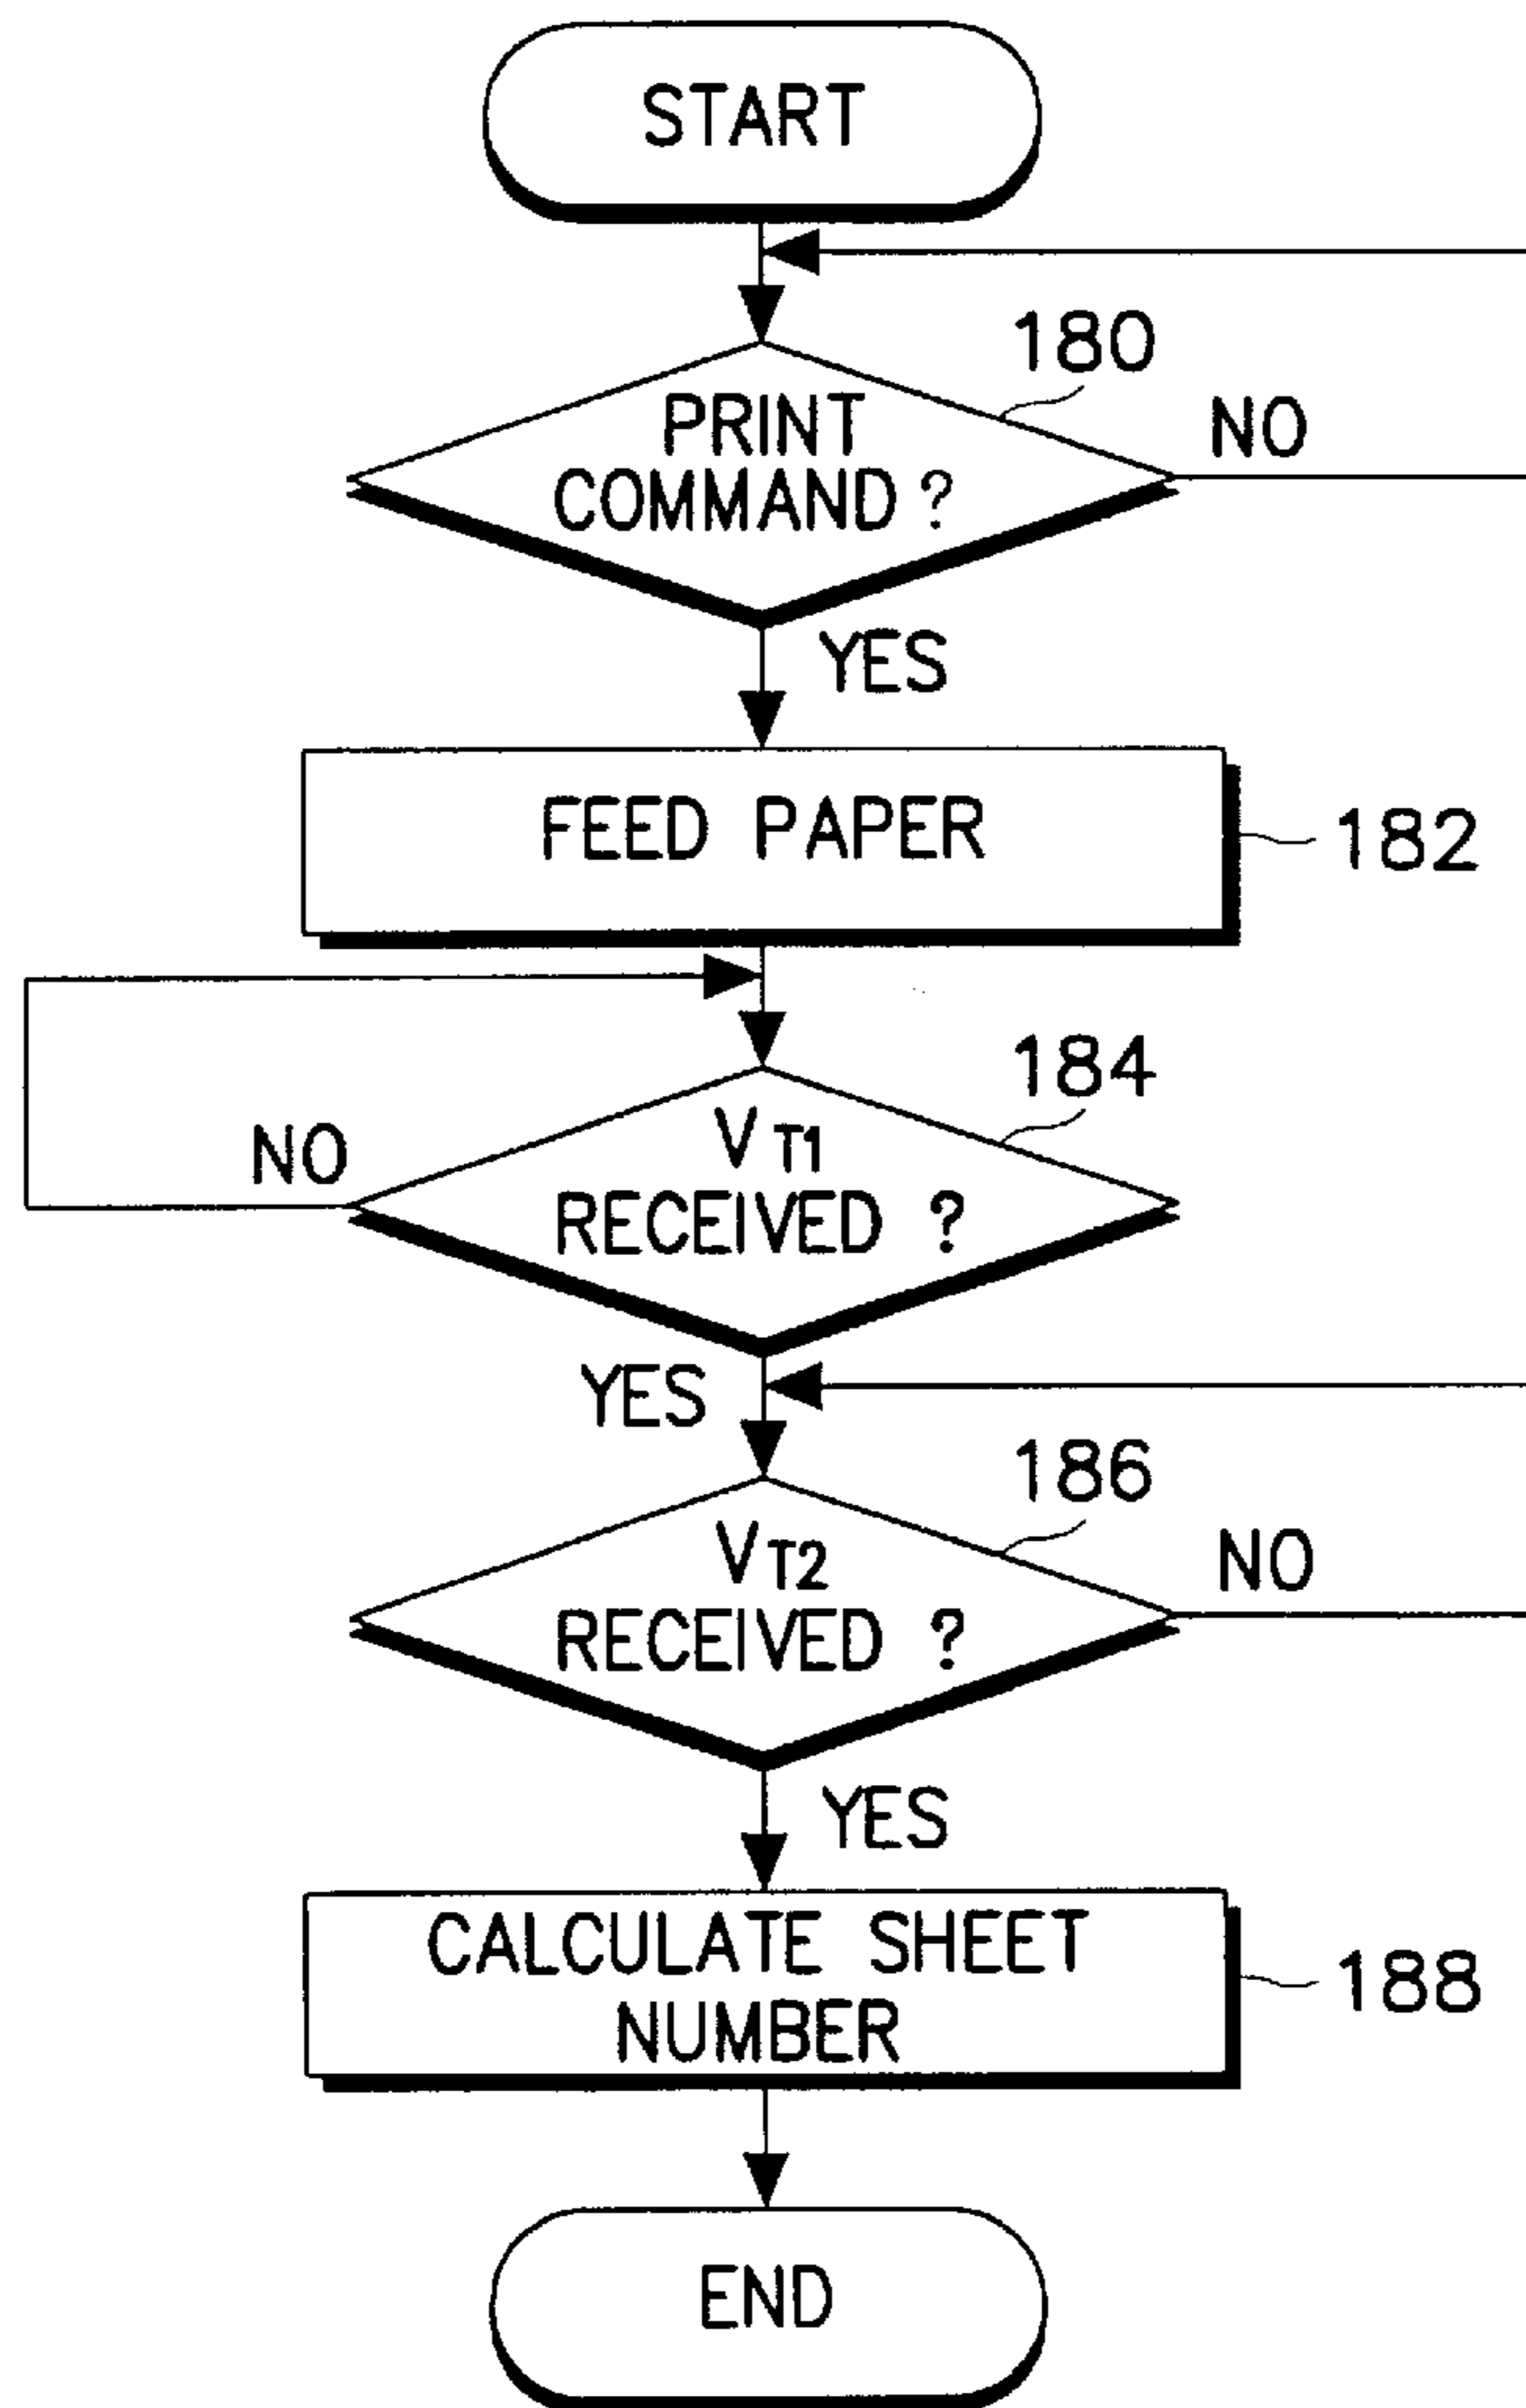 START
180
PRINT
NO
COMMAND ?
YES
FEED PAPER
182
184
VT1
NO
RECEIVED ?
YES
186
VT2
NO
RECEIVED ?
YES
CALCULATE SHEET
188
NUMBER
END